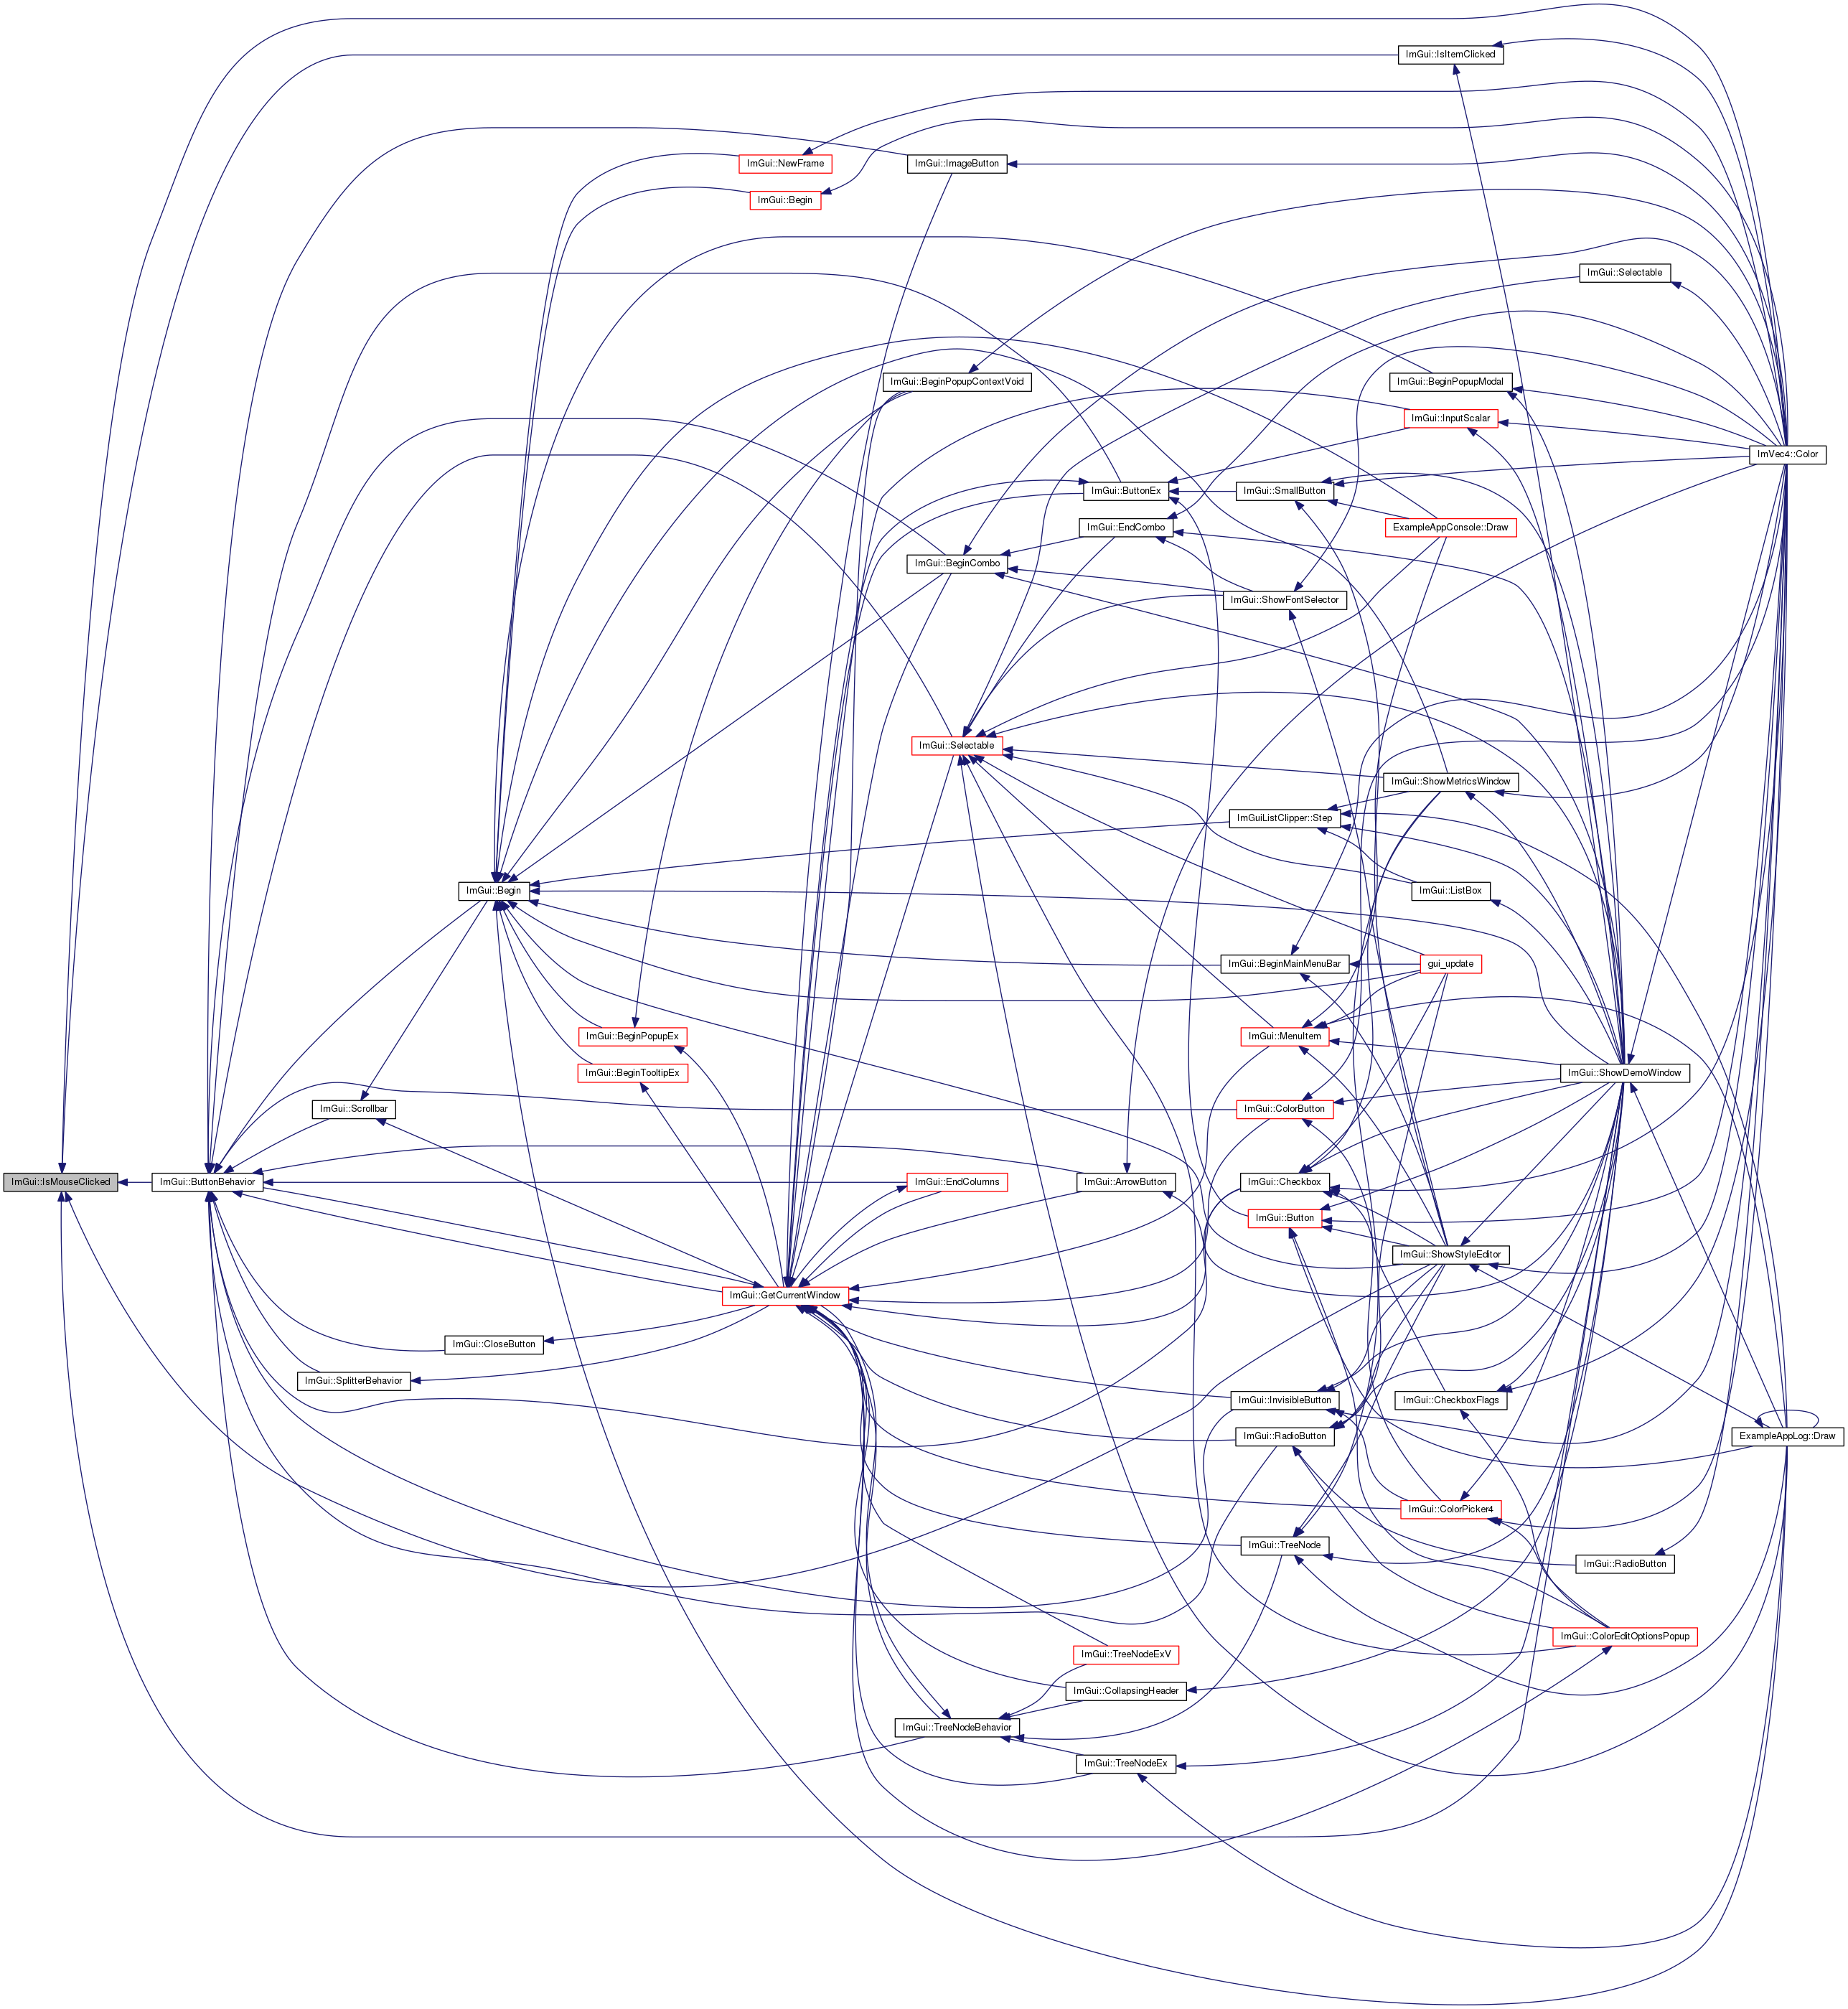 ImGui::IsItemClicked
ImGui::NewFrame
ImGui::ImageButton
ImGui::Begin
ImGui::Selectable
ImGui::BeginPopupContextVoid
ImGui::BeginPopupModal
ImGui::InputScalar
ImVec4::Color
ImGui::ButtonEx
ImGui::SmallButton
ImGui::EndCombo
ExampleAppConsole::Draw
ImGui::BeginCombo
ImGui::ShowFontSelector
ImGui::Selectable
ImGui::ShowMetricsWindow
ImGuiListClipper::Step
ImGui::Begin
ImGui::ListBox
ImGui::BeginMainMenuBar
gui_update
ImGui::BeginPopupEx
ImGui::MenuItem
ImGui::BeginTooltipEx
ImGui::ShowDemoWindow
ImGui::Scrollbar
ImGui::ColorButton
ImGui::IsMouseClicked
ImGui::ButtonBehavior
ImGui::EndColumns
ImGui::ArrowButton
ImGui::Checkbox
ImGui::Button
ImGui::ShowStyleEditor
ImGui::GetCurrentWindow
ImGui::CloseButton
ImGui::SplitterBehavior
ImGui::InvisibleButton
ImGui::CheckboxFlags
ImGui::RadioButton
ExampleAppLog::Draw
ImGui::ColorPicker4
ImGui::TreeNode
ImGui::RadioButton
ImGui::ColorEditOptionsPopup
ImGui::TreeNodeExV
ImGui::CollapsingHeader
ImGui::TreeNodeBehavior
ImGui::TreeNodeEx